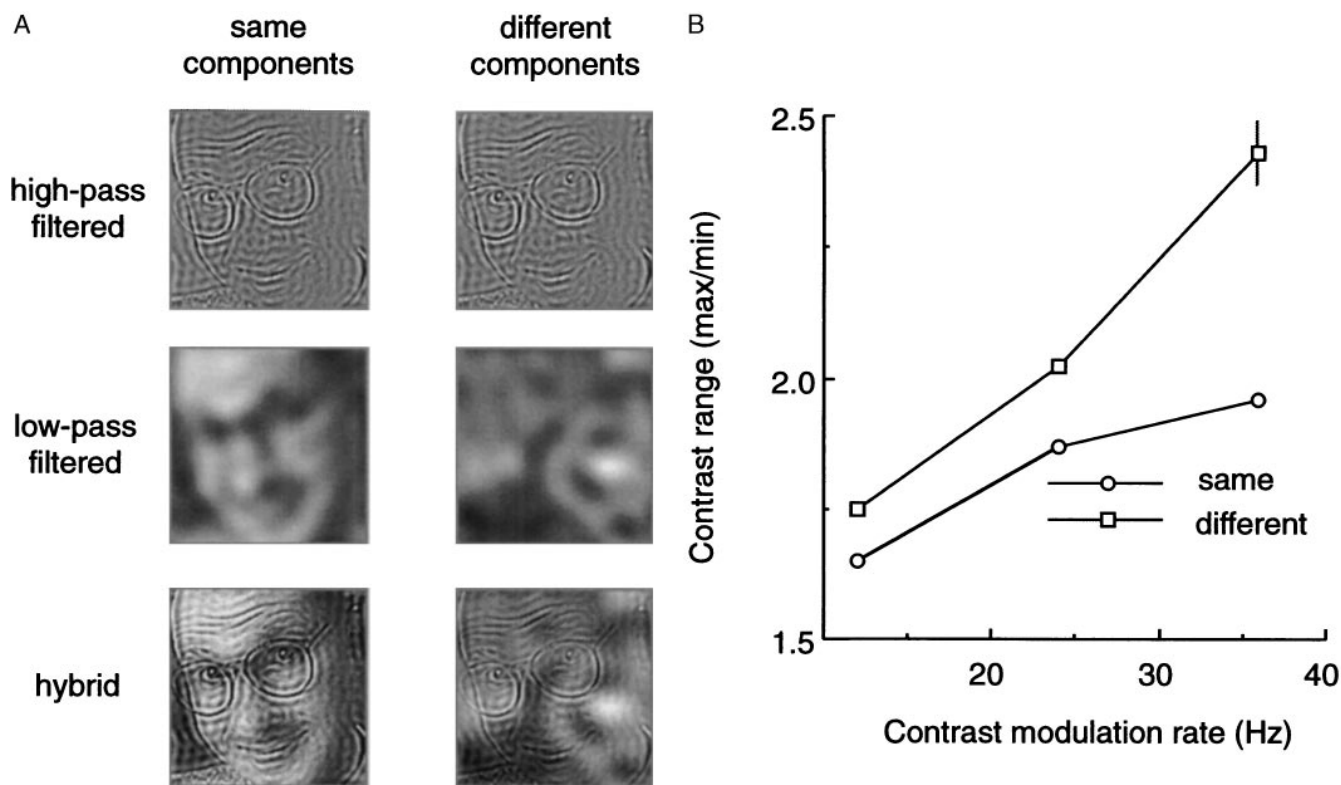 A
same
components
different
components
high-pass
filtered
low-pass
filtered
hybrid
B
Contrast range (max/min)
2.5
2.0
1.5
same
different
20
30
40
Contrast modulation rate (Hz)